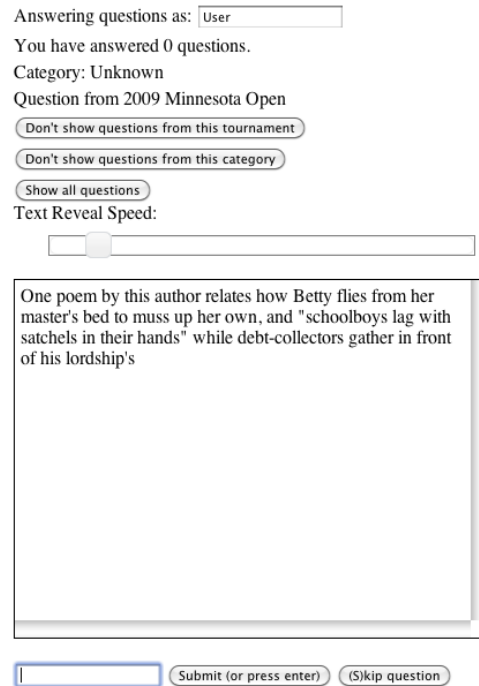 Answering questions as: User
You have answered 0 questions.
Category: Unknown
Question from 2009 Minnesota Open
Don't show questions from this tournament
Don't show questions from this category
Show all questions
Text Reveal Speed:
One poem by this author relates how Betty flies from her
master's bed to muss up her own, and "schoolboys lag with
satchels in their hands" while debt-collectors gather in front
of his lordship's
Submit (or press enter) (S)kip question